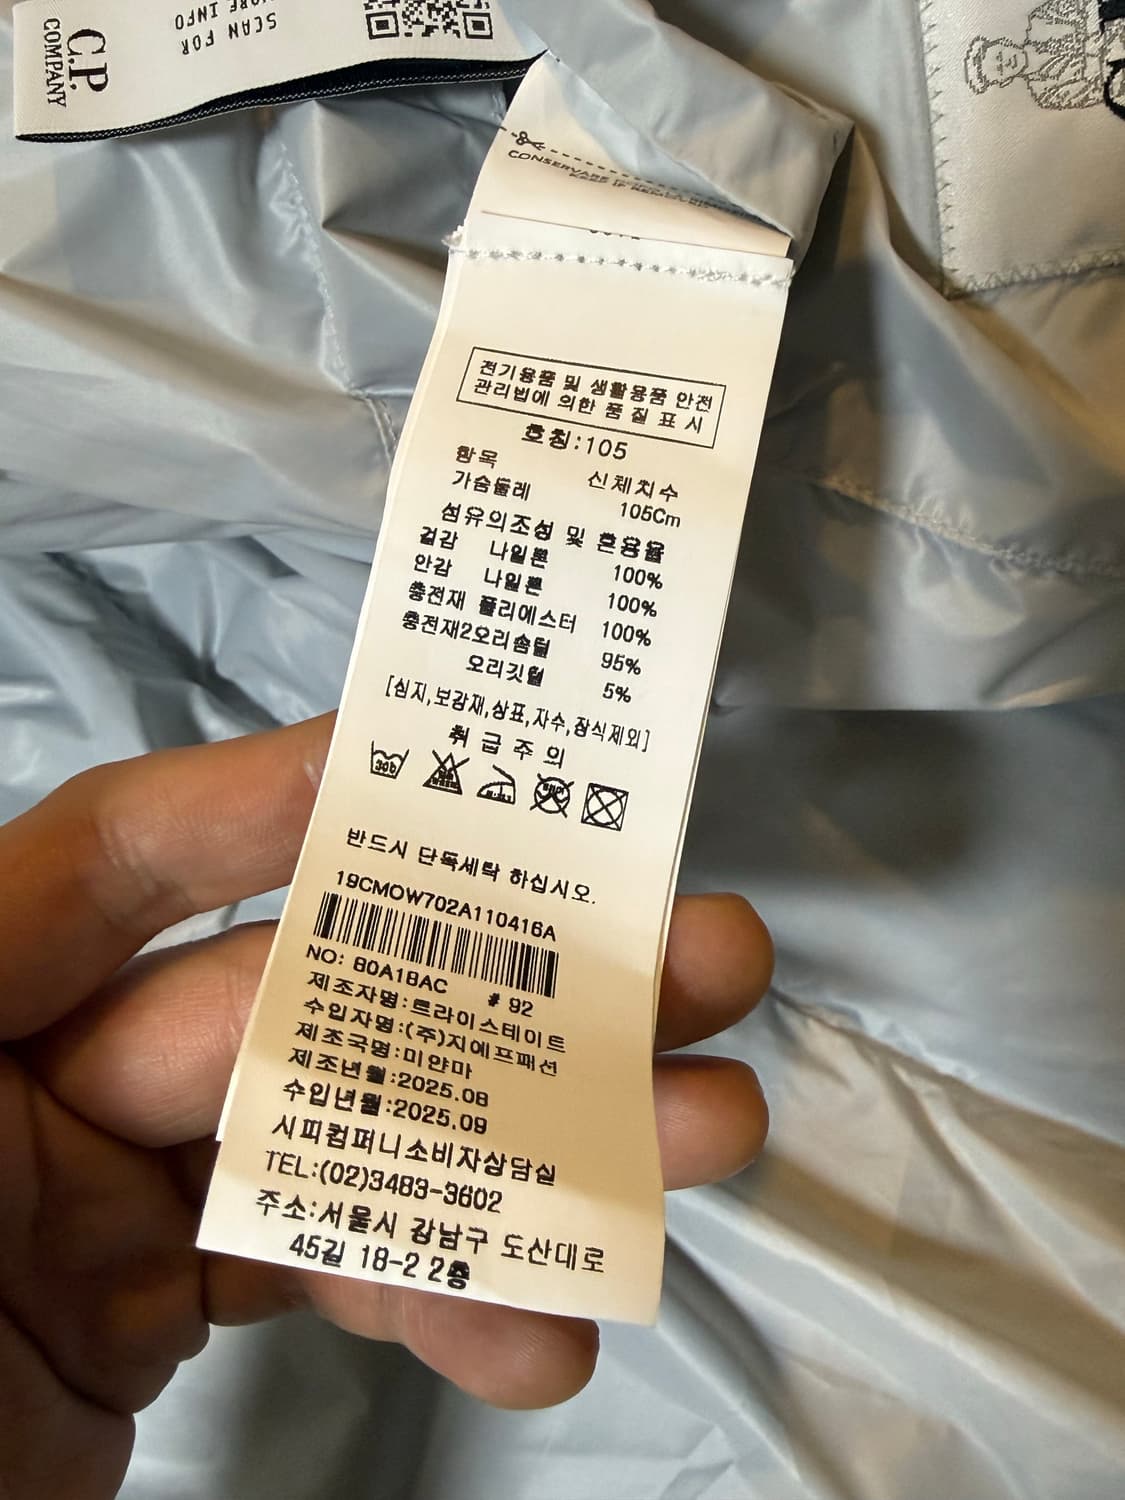 C.P.
COMPANY
SCAN FOR
MORE INFO
CONSERVARE
KEEP IF REMOVED
전기용품 및 생활용품 안전
관리법에 의한 품 질 표 시
호칭:105
항목 신체치수
가슴둘레 105Cm
섬유의조성 및 혼용율
겉감 나일론 100%
안감 나일론 100%
충전재 폴리에스터 100%
충전재2오리솜털 95%
오리깃털 5%
[심지,보강재,상표,자수,장식제외]
취 급 주 의
반드시 단독세탁 하십시오.
19CMOW702A110416A
NO: 80A18AC # 92
제조자명:트라이스테이트
수입자명:(주)지에프패션
제조국명:미얀마
제조년월:2025.08
수입년월:2025.09
시피컴퍼니소비자상담실
TEL:(02)3483-3602
주소:서울시 강남구 도산대로
45길 18-2 2층